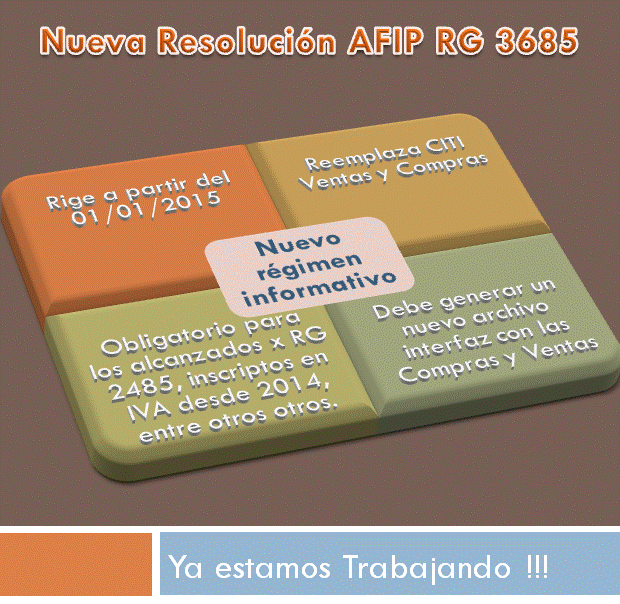 Nueva Resolución AFIP RG 3685
Rige a partir del
01/01/2015
Reemplaza CITI
Ventas y Compras
Nuevo
régimen
informativo
Obligatorio para
los alcanzados x RG
2485, inscriptos en
IVA desde 2014,
entre otros otros.
Debe generar un
nuevo archivo
interfaz con las
Compras y Ventas
Ya estamos Trabajando !!!